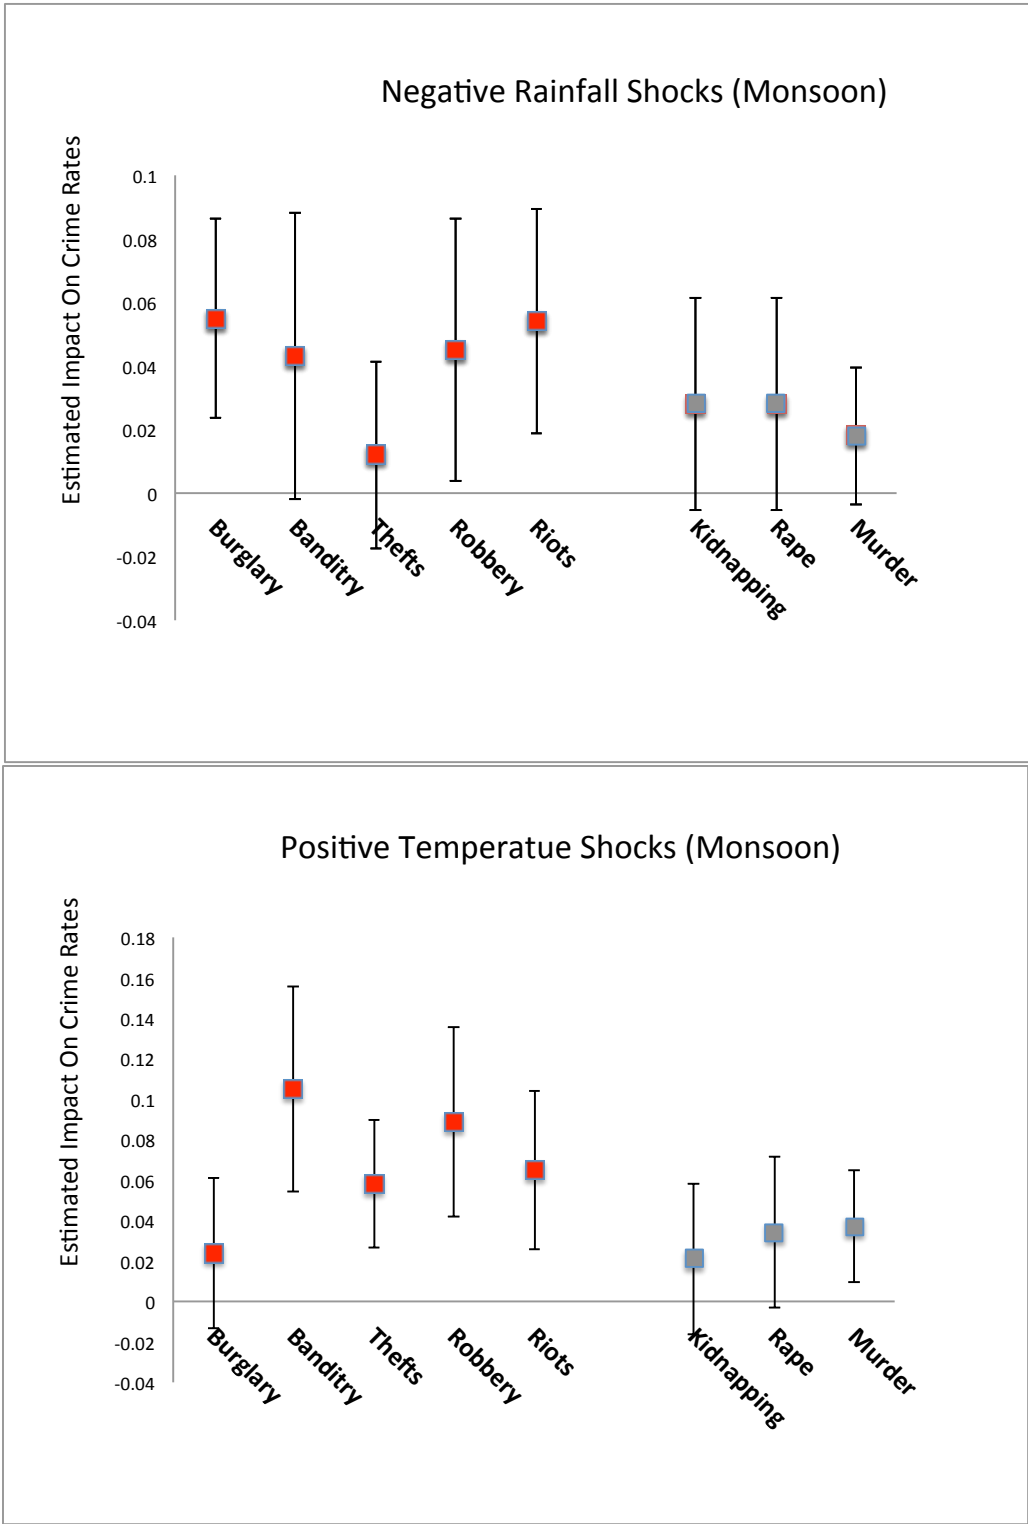 Negative Rainfall Shocks (Monsoon)
Estimated Impact On Crime Rates
0.1
0.08
0.06
0.04
0.02
0
-0.02
-0.04
Burglary
Banditry
Thefts
Robbery
Riots
Kidnapping
Rape
Murder
Positive Temperatue Shocks (Monsoon)
Estimated Impact On Crime Rates
0.18
0.16
0.14
0.12
0.1
0.08
0.06
0.04
0.02
0
-0.02
-0.04
Burglary
Banditry
Thefts
Robbery
Riots
Kidnapping
Rape
Murder